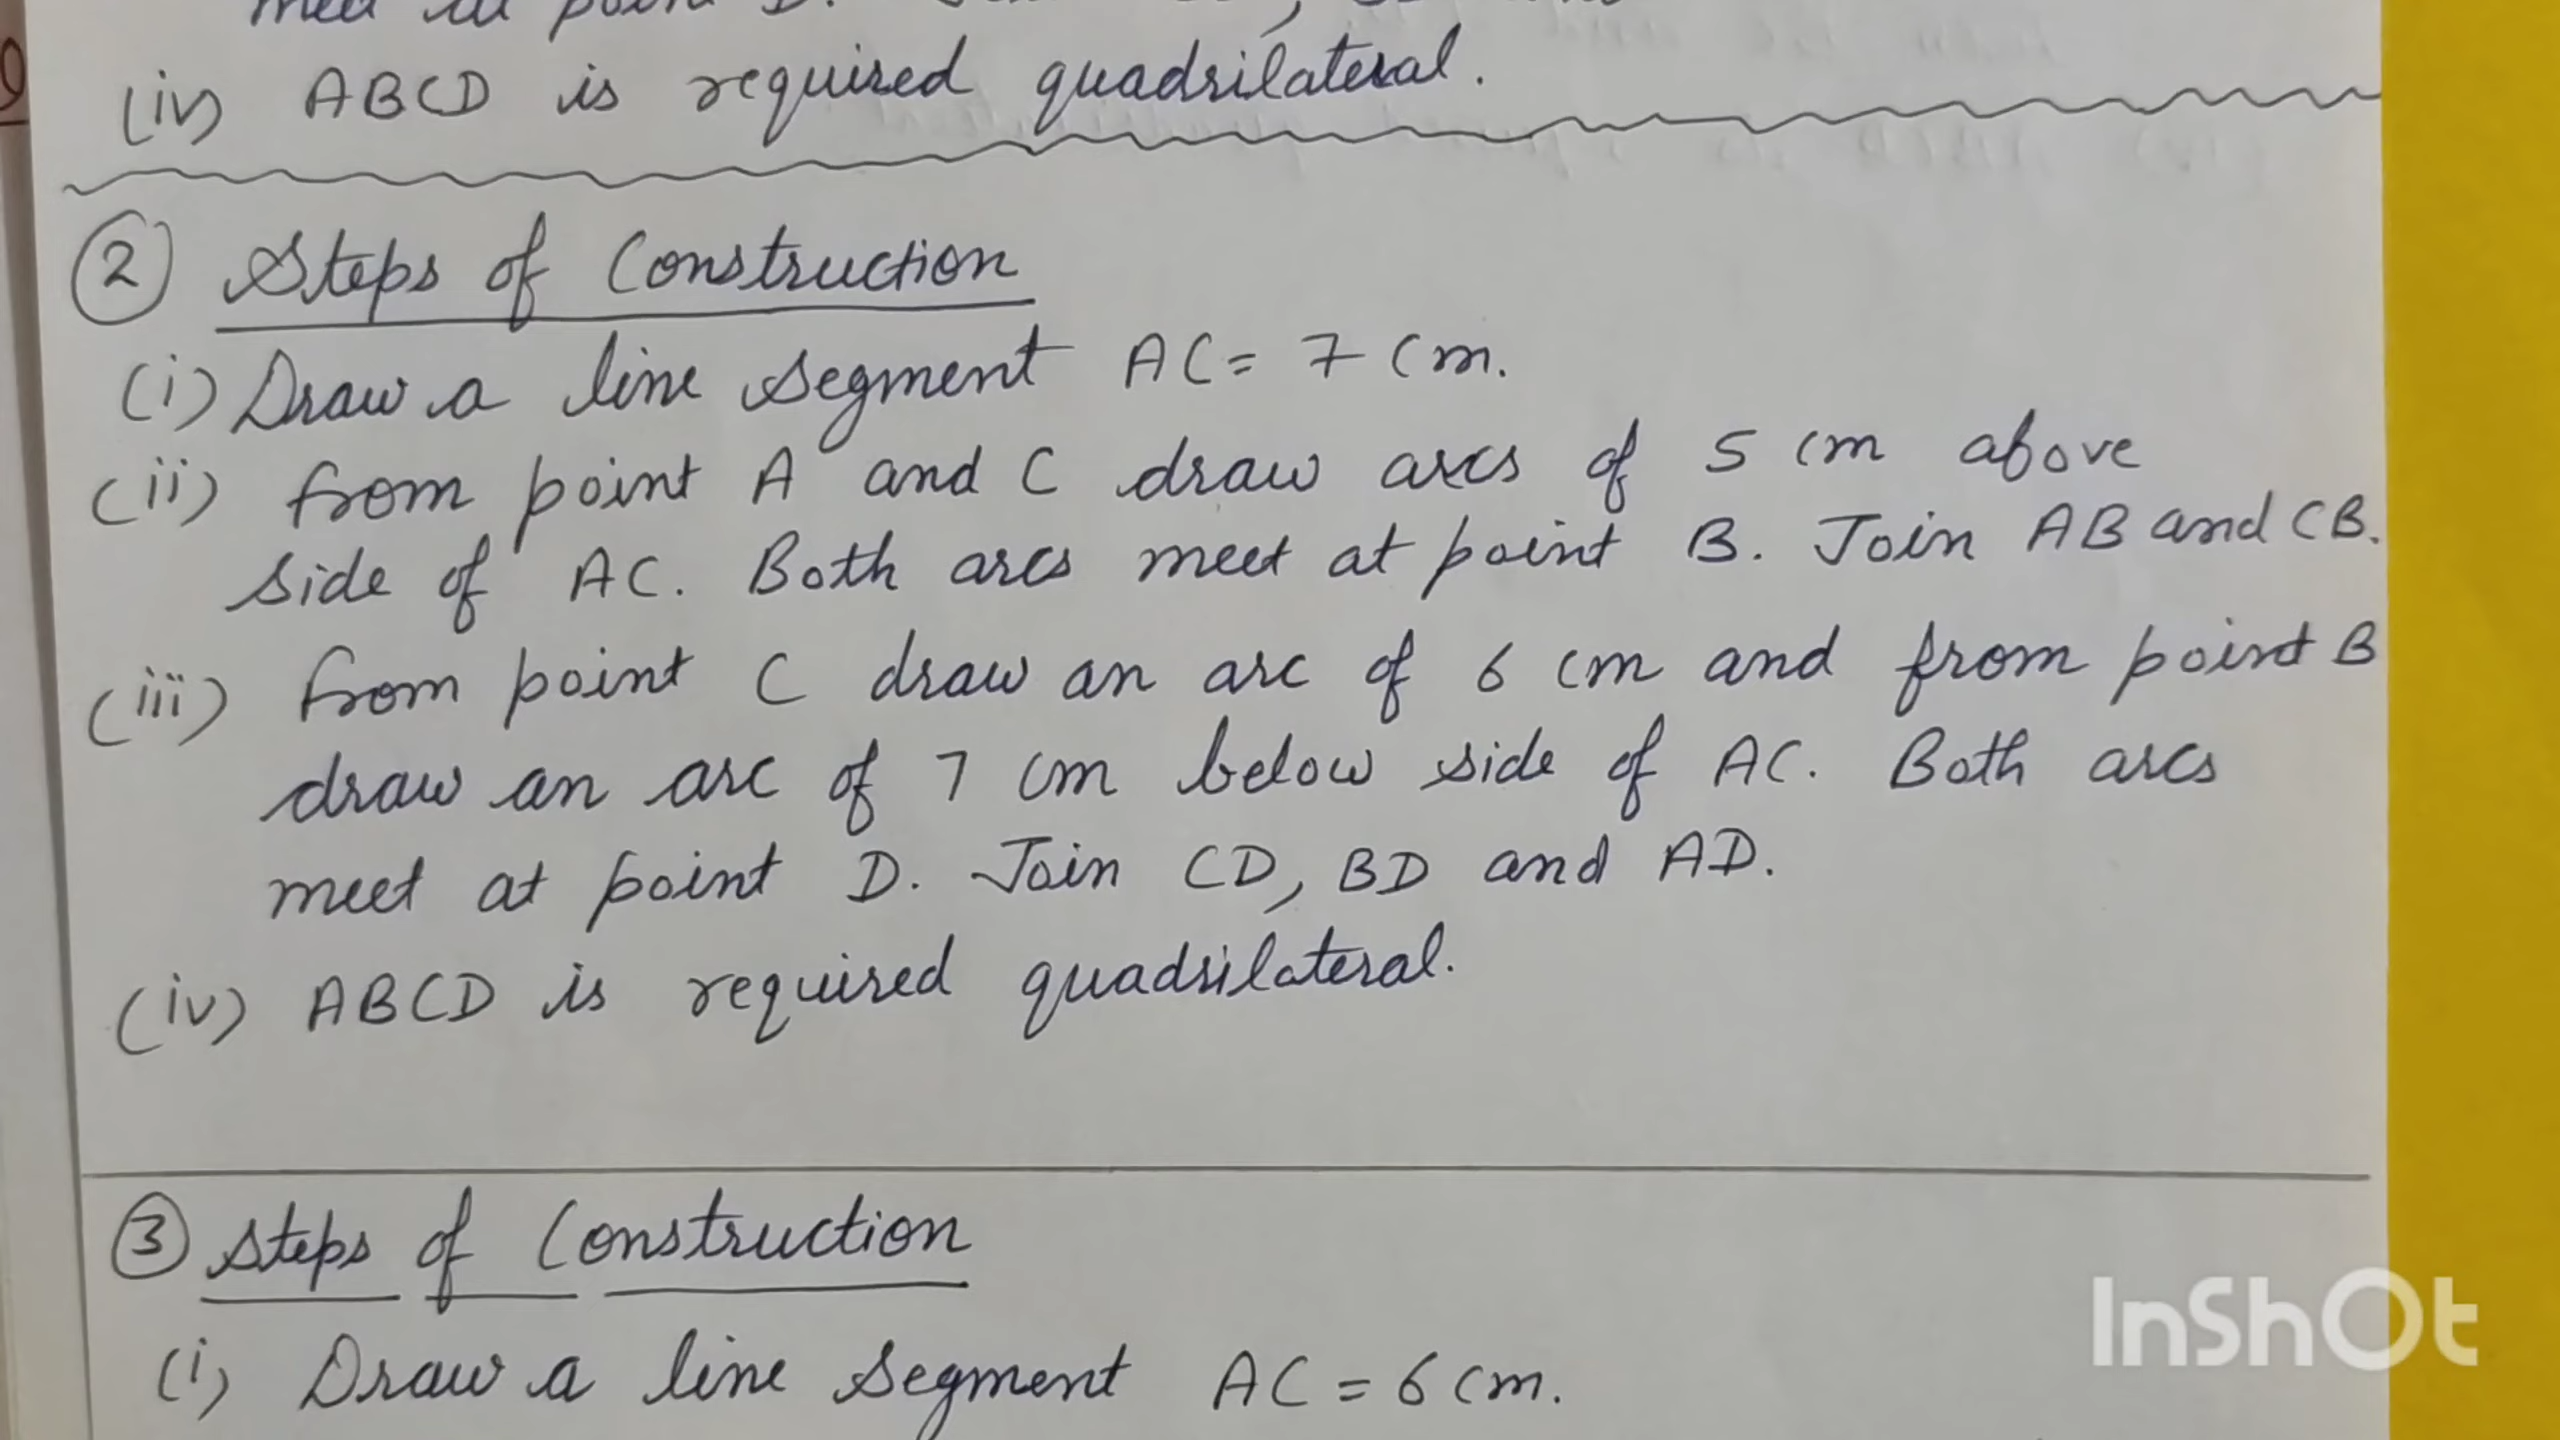 meet at point D.
(iv) ABCD is required quadrilateral.
② Steps of Construction
(i) Draw a line segment AC = 7 cm.
(ii) from point A and C draw arcs of 5 cm above
side of AC. Both arcs meet at point B. Join AB and CB.
(iii) from point C draw an arc of 6 cm and from point B
draw an arc of 7 cm below side of AC. Both arcs
meet at point D. Join CD, BD and AD.
(iv) ABCD is required quadrilateral.
③ Steps of Construction
(i) Draw a line segment AC = 6 cm.
InShOt